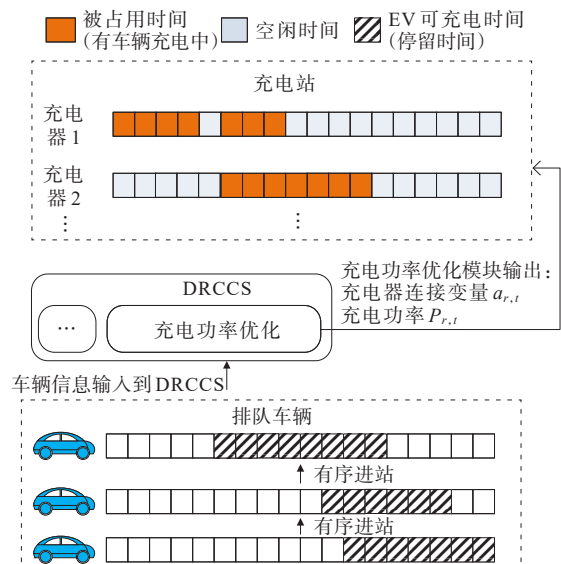 被占用时间
(有车辆充电中)
空闲时间
EV可充电时间
(停留时间)
充电站
充电
器1
充电
器2
⋮
⋮
充电功率优化模块输出：
充电器连接变量 a_{r,t}
充电功率 P_{r,t}
DRCCS
…
充电功率优化
车辆信息输入到DRCCS
排队车辆
有序进站
有序进站